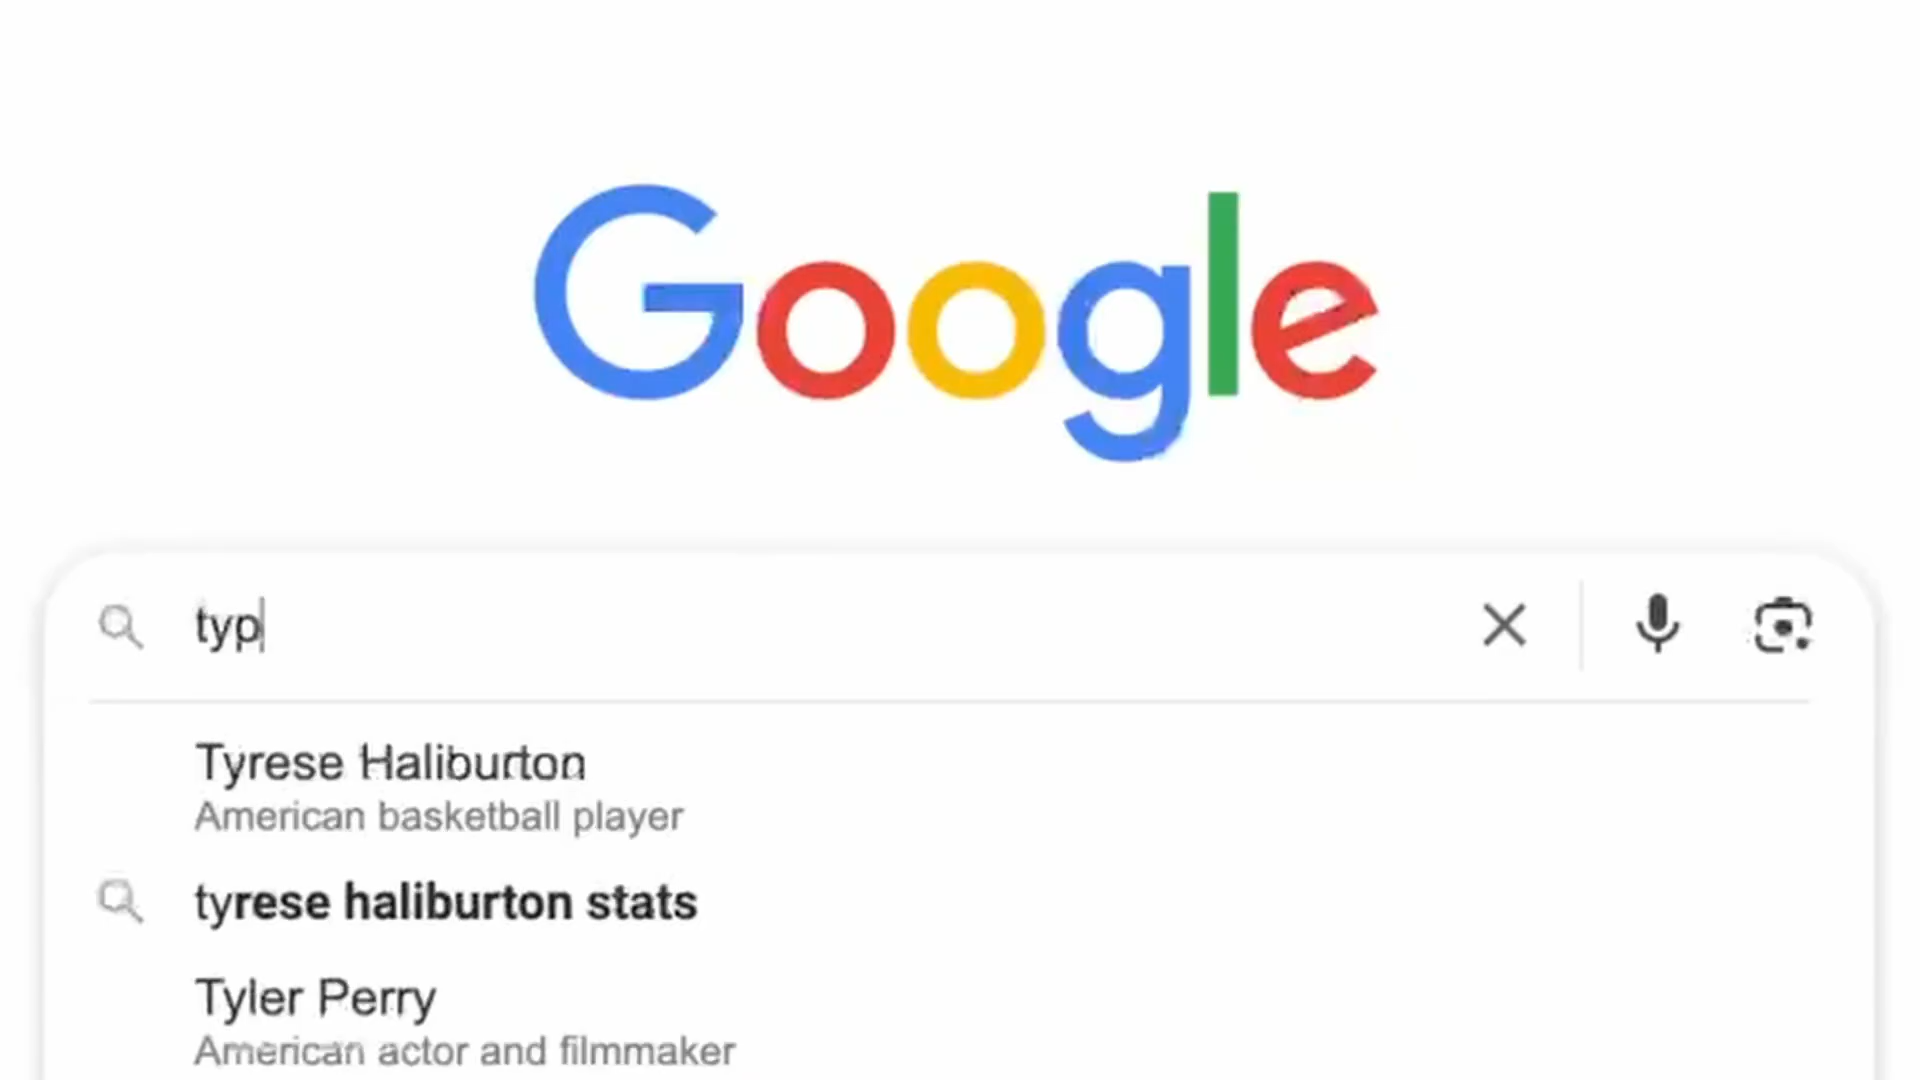 Google
typ
Tyrese Haliburton
American basketball player
tyrese haliburton stats
Tyler Perry
American actor and filmmaker